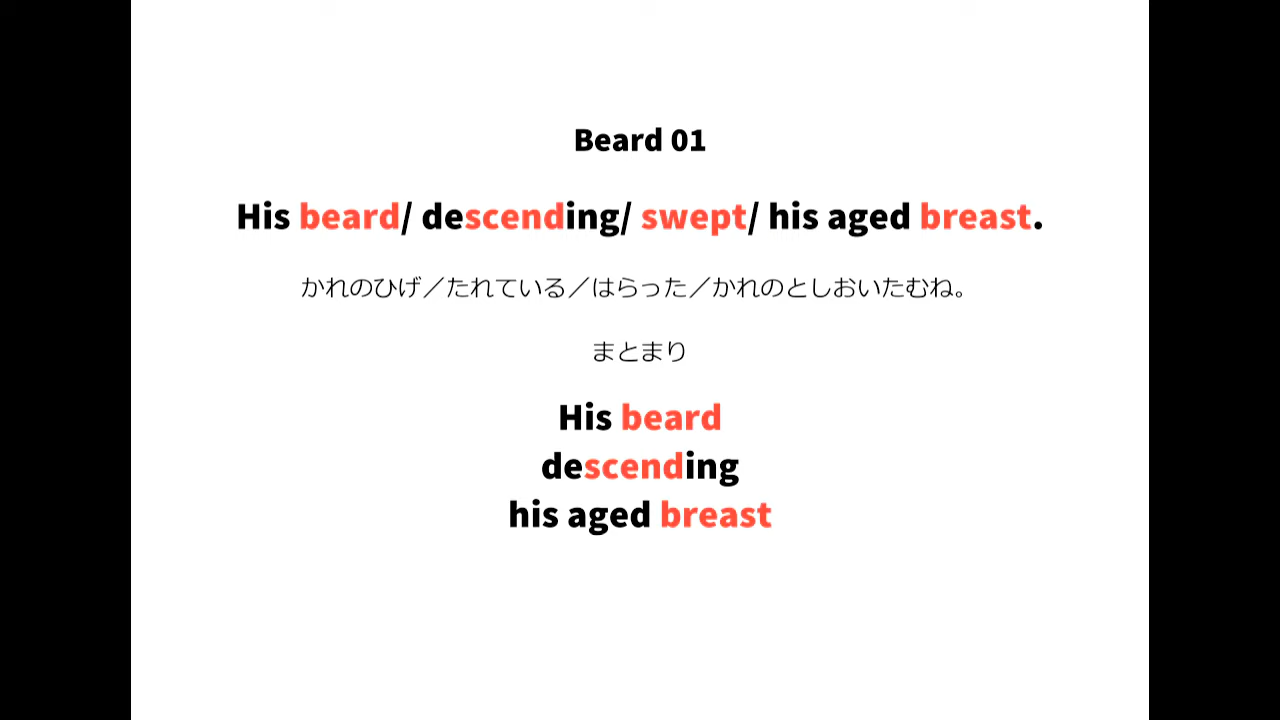 Beard 01
His beard/ descending/ swept/ his aged breast.
かれのひげ／たれている／はらった／かれのとしおいたむね。
まとまり
His beard
descending
his aged breast